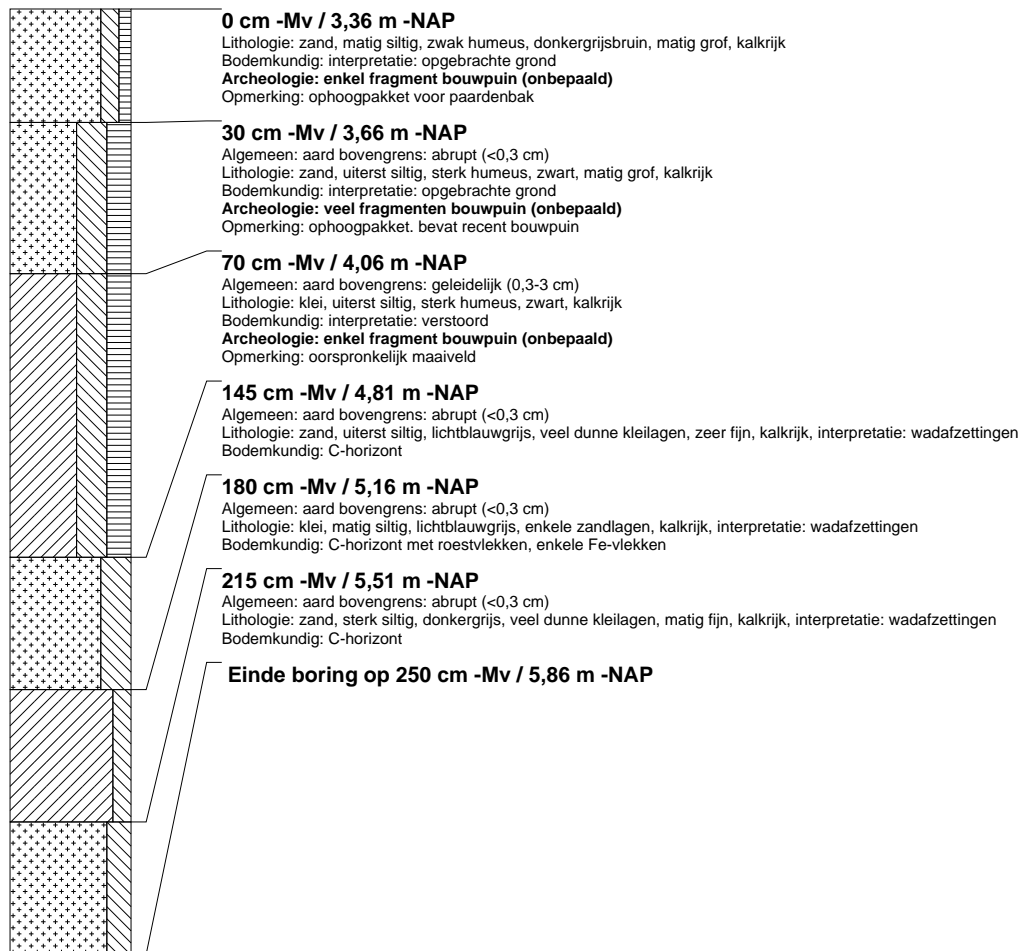 0 cm -Mv / 3,36 m -NAP
Lithologie: zand, matig siltig, zwak humeus, donkergrijsbruin, matig grof, kalkrijk
Bodemkundig: interpretatie: opgebrachte grond
Archeologie: enkel fragment bouwpuin (onbepaald)
Opmerking: ophoogpakket voor paardenbak
30 cm -Mv / 3,66 m -NAP
Algemeen: aard bovengrens: abrupt (<0,3 cm)
Lithologie: zand, uiterst siltig, sterk humeus, zwart, matig grof, kalkrijk
Bodemkundig: interpretatie: opgebrachte grond
Archeologie: veel fragmenten bouwpuin (onbepaald)
Opmerking: ophoogpakket. bevat recent bouwpuin
70 cm -Mv / 4,06 m -NAP
Algemeen: aard bovengrens: geleidelijk (0,3-3 cm)
Lithologie: klei, uiterst siltig, sterk humeus, zwart, kalkrijk
Bodemkundig: interpretatie: verstoord
Archeologie: enkel fragment bouwpuin (onbepaald)
Opmerking: oorspronkelijk maaiveld
145 cm -Mv / 4,81 m -NAP
Algemeen: aard bovengrens: abrupt (<0,3 cm)
Lithologie: zand, uiterst siltig, lichtblauwgrijs, veel dunne kleilagen, zeer fijn, kalkrijk, interpretatie: wadafzettingen
Bodemkundig: C-horizont
180 cm -Mv / 5,16 m -NAP
Algemeen: aard bovengrens: abrupt (<0,3 cm)
Lithologie: klei, matig siltig, lichtblauwgrijs, enkele zandlagen, kalkrijk, interpretatie: wadafzettingen
Bodemkundig: C-horizont met roestvlekken, enkele Fe-vlekken
215 cm -Mv / 5,51 m -NAP
Algemeen: aard bovengrens: abrupt (<0,3 cm)
Lithologie: zand, sterk siltig, donkergrijs, veel dunne kleilagen, matig fijn, kalkrijk, interpretatie: wadafzettingen
Bodemkundig: C-horizont
Einde boring op 250 cm -Mv / 5,86 m -NAP